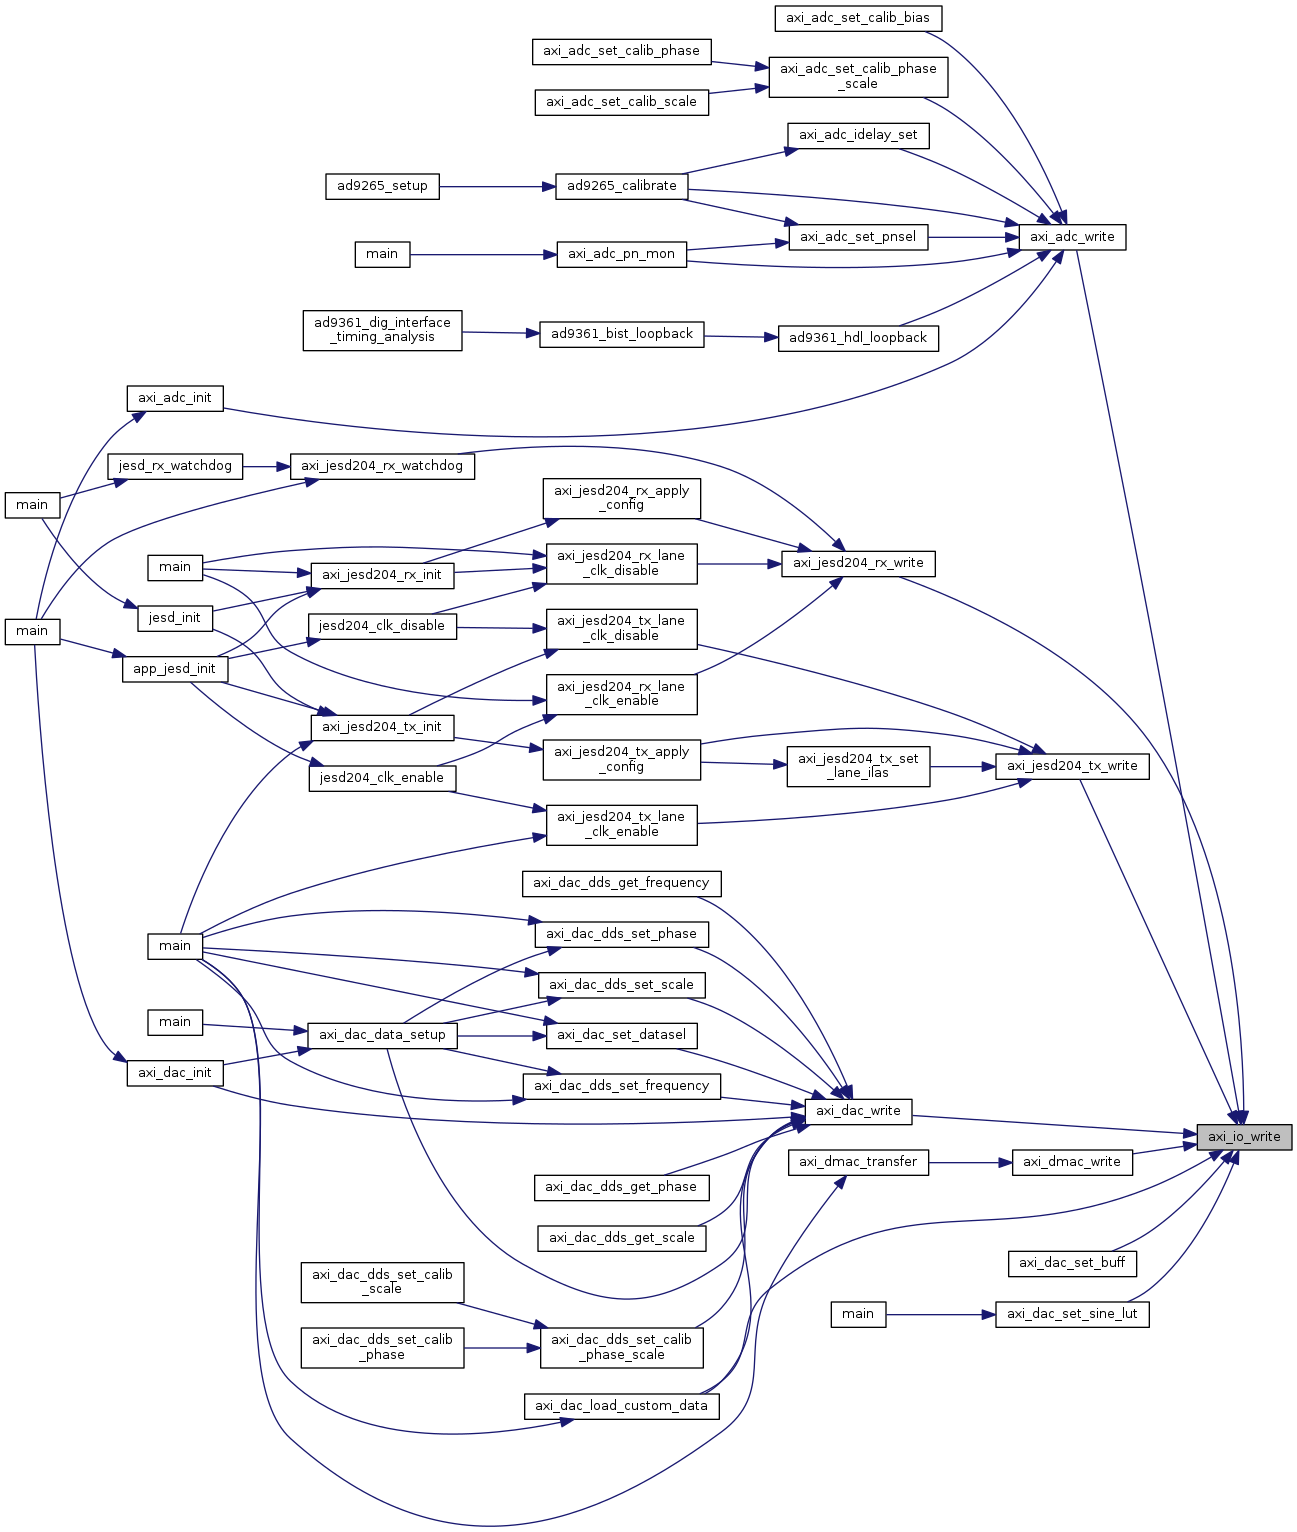 axi_adc_set_calib_bias
axi_adc_set_calib_phase
axi_adc_set_calib_phase
_scale
axi_adc_set_calib_scale
axi_adc_idelay_set
ad9265_setup
ad9265_calibrate
axi_adc_set_pnsel
axi_adc_write
main
axi_adc_pn_mon
ad9361_dig_interface
_timing_analysis
ad9361_bist_loopback
ad9361_hdl_loopback
axi_adc_init
jesd_rx_watchdog
axi_jesd204_rx_watchdog
main
axi_jesd204_rx_apply
_config
main
axi_jesd204_rx_init
axi_jesd204_rx_lane
_clk_disable
axi_jesd204_rx_write
jesd_init
jesd204_clk_disable
axi_jesd204_tx_lane
_clk_disable
main
app_jesd_init
axi_jesd204_rx_lane
_clk_enable
axi_jesd204_tx_init
axi_jesd204_tx_apply
_config
axi_jesd204_tx_set
_lane_ilas
axi_jesd204_tx_write
jesd204_clk_enable
axi_jesd204_tx_lane
_clk_enable
axi_dac_dds_get_frequency
main
axi_dac_dds_set_phase
axi_dac_dds_set_scale
main
axi_dac_data_setup
axi_dac_set_datasel
axi_dac_init
axi_dac_dds_set_frequency
axi_dac_write
axi_io_write
axi_dmac_transfer
axi_dmac_write
axi_dac_dds_get_phase
axi_dac_dds_get_scale
axi_dac_set_buff
axi_dac_dds_set_calib
_scale
main
axi_dac_set_sine_lut
axi_dac_dds_set_calib
_phase
axi_dac_dds_set_calib
_phase_scale
axi_dac_load_custom_data